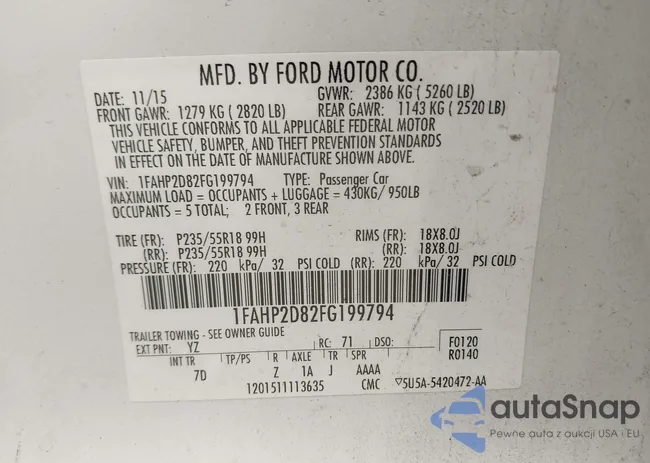 MFD. BY FORD MOTOR CO.
DATE: 11/15 GVWR: 2386 KG ( 5260 LB)
FRONT GAWR: 1279 KG ( 2820 LB) REAR GAWR: 1143 KG ( 2520 LB)
THIS VEHICLE CONFORMS TO ALL APPLICABLE FEDERAL MOTOR
VEHICLE SAFETY, BUMPER, AND THEFT PREVENTION STANDARDS
IN EFFECT ON THE DATE OF MANUFACTURE SHOWN ABOVE.
VIN: 1FAHP2D82FG199794 TYPE: Passenger Car
MAXIMUM LOAD = OCCUPANTS + LUGGAGE = 430KG/ 950LB
OCCUPANTS = 5 TOTAL; 2 FRONT, 3 REAR
TIRE (FR): P235/55R18 99H RIMS (FR): 18X8.0J
(RR): P235/55R18 99H (RR): 18X8.0J
PRESSURE (FR): 220 kPa/ 32 PSI COLD (RR): 220 kPa/ 32 PSI COLD
1FAHP2D82FG199794
TRAILER TOWING - SEE OWNER GUIDE
EXT PNT: YZ RC: 71 DSO: F0120
INT TR TP/PS R AXLE TR SPR R0140
7D Z 1A J AAAA
1201511113635 CMC ▽5U5A-5420472-AA
autaSnap
Pewne auta z aukcji USA i EU